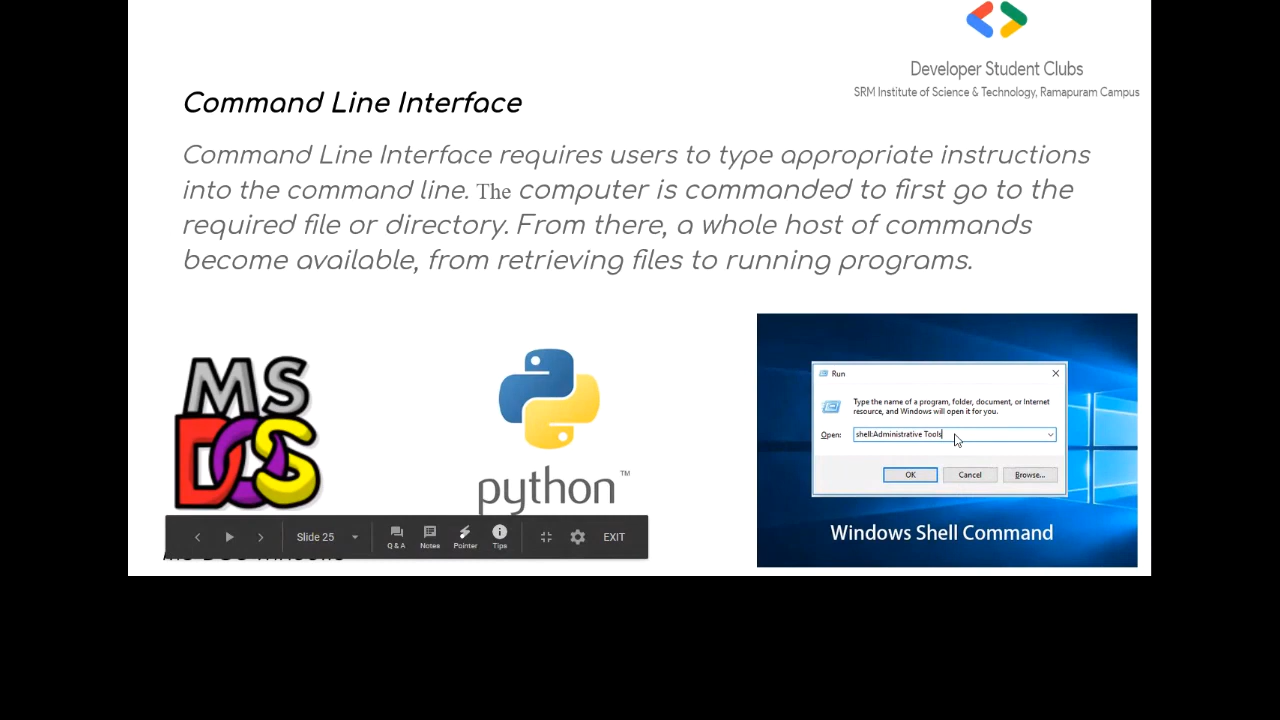 Developer Student Clubs
SRM Institute of Science & Technology, Ramapuram Campus
Command Line Interface
Command Line Interface requires users to type appropriate instructions
into the command line. The computer is commanded to first go to the
required file or directory. From there, a whole host of commands
become available, from retrieving files to running programs.
MS
DOS
python™
Run
Type the name of a program, folder, document, or Internet
resource, and Windows will open it for you.
Open: shell:Administrative Tools
OK Cancel Browse...
Windows Shell Command
Slide 25 Q & A Notes Pointer Tips EXIT